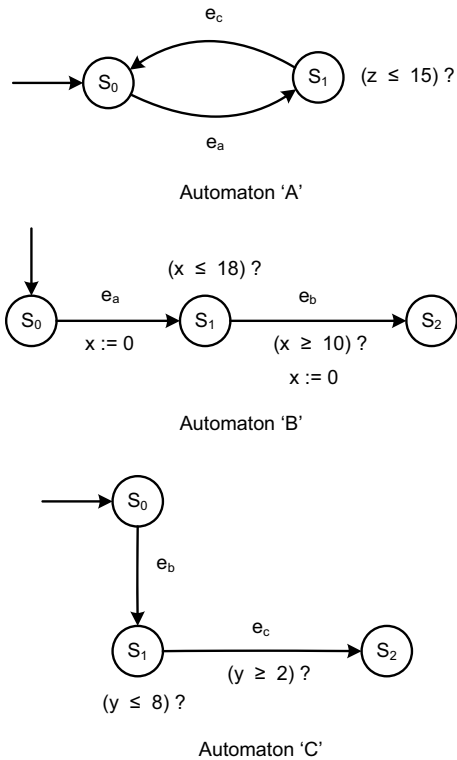 e_c
S_0
S_1
(z ≤ 15) ?
e_a
Automaton 'A'
(x ≤ 18) ?
e_a
e_b
S_0
S_1
S_2
x := 0
(x ≥ 10) ?
x := 0
Automaton 'B'
S_0
e_b
e_c
S_1
S_2
(y ≥ 2) ?
(y ≤ 8) ?
Automaton 'C'